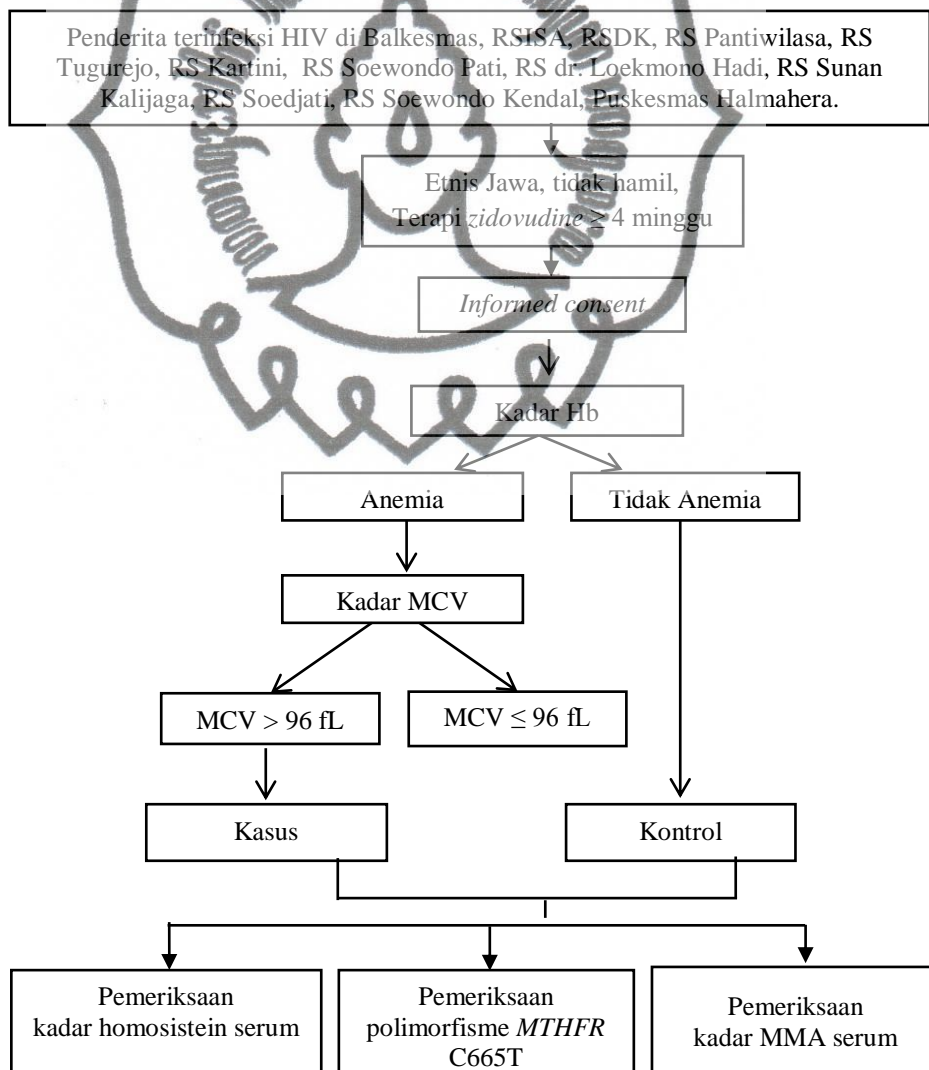 Penderita terinfeksi HIV di Balkesmas, RSISA, RSDK, RS Pantiwilasa, RS
Tugurejo, RS Kartini, RS Soewondo Pati, RS dr. Loekmono Hadi, RS Sunan
Kalijaga, RS Soedjati, RS Soewondo Kendal, Puskesmas Halmahera.
Etnis Jawa, tidak hamil,
Terapi zidovudine ≥ 4 minggu
Informed consent
Kadar Hb
Anemia
Tidak Anemia
Kadar MCV
MCV > 96 fL
MCV ≤ 96 fL
Kasus
Kontrol
Pemeriksaan
kadar homosistein serum
Pemeriksaan
polimorfisme MTHFR
C665T
Pemeriksaan
kadar MMA serum